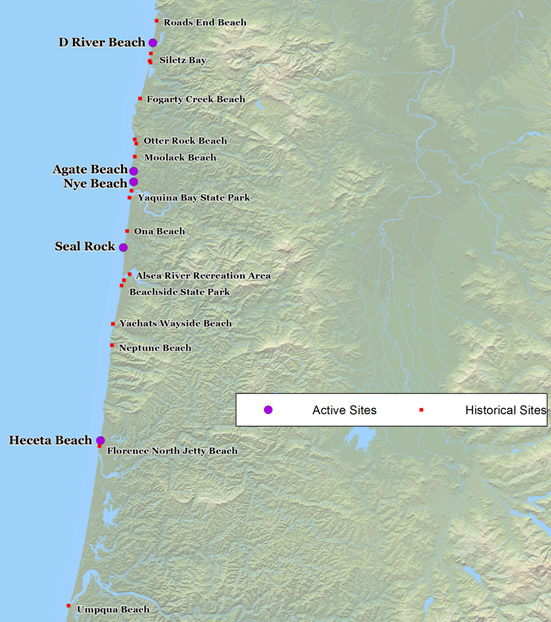 Roads End Beach
D River Beach
Siletz Bay
Fogarty Creek Beach
Otter Rock Beach
Moolack Beach
Agate Beach
Nye Beach
Yaquina Bay State Park
Ona Beach
Seal Rock
Alsea River Recreation Area
Beachside State Park
Yachats Wayside Beach
Neptune Beach
Active Sites
Historical Sites
Heceta Beach
Florence North Jetty Beach
Umpqua Beach